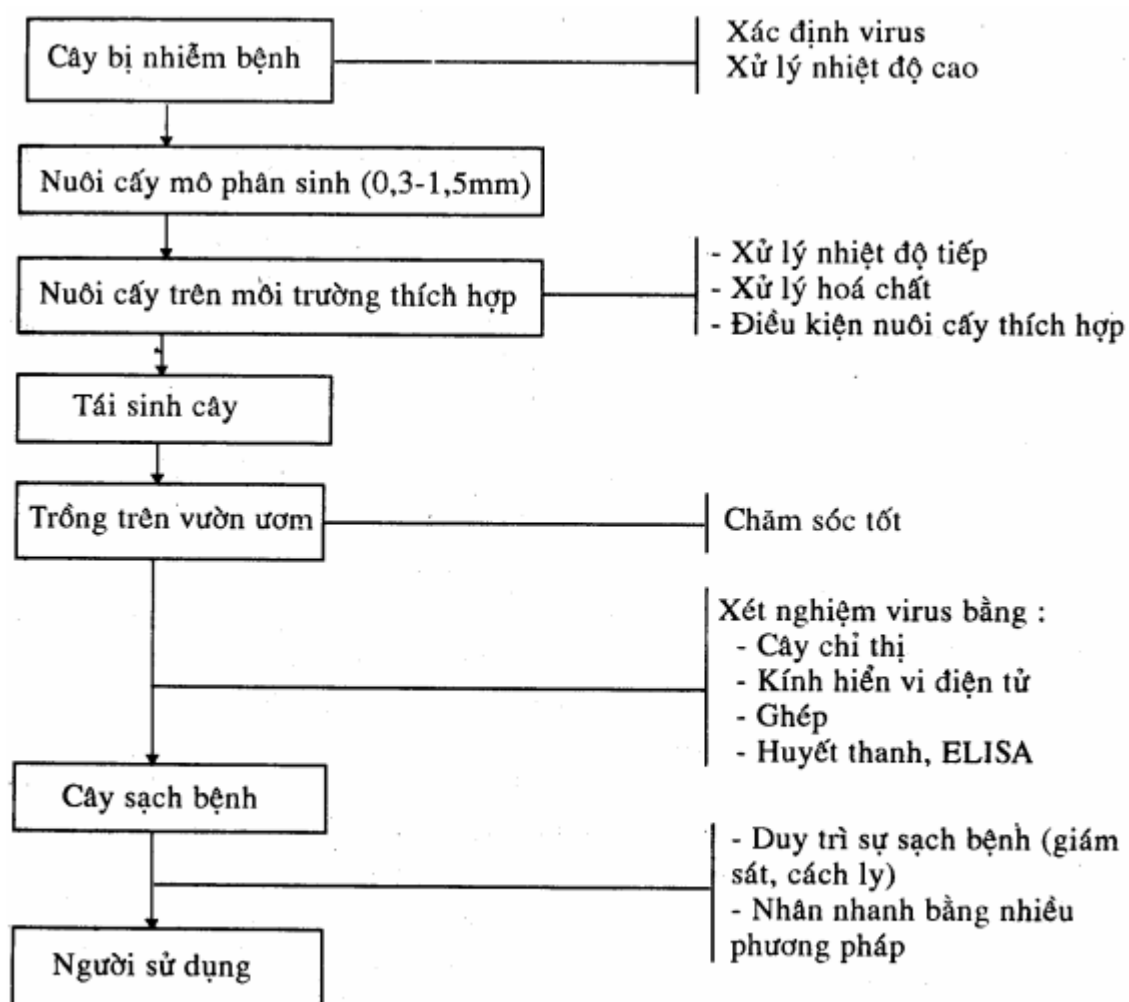 Cây bị nhiễm bệnh
Xác định virus
Xử lý nhiệt độ cao
Nuôi cấy mô phân sinh (0,3-1,5mm)
Nuôi cấy trên môi trường thích hợp
- Xử lý nhiệt độ tiếp
- Xử lý hoá chất
- Điều kiện nuôi cấy thích hợp
Tái sinh cây
Trồng trên vườn ươm
Chăm sóc tốt
Xét nghiệm virus bằng :
- Cây chỉ thị
- Kính hiển vi điện tử
- Ghép
- Huyết thanh, ELISA
Cây sạch bệnh
- Duy trì sự sạch bệnh (giám
sát, cách ly)
- Nhân nhanh bằng nhiều
phương pháp
Người sử dụng